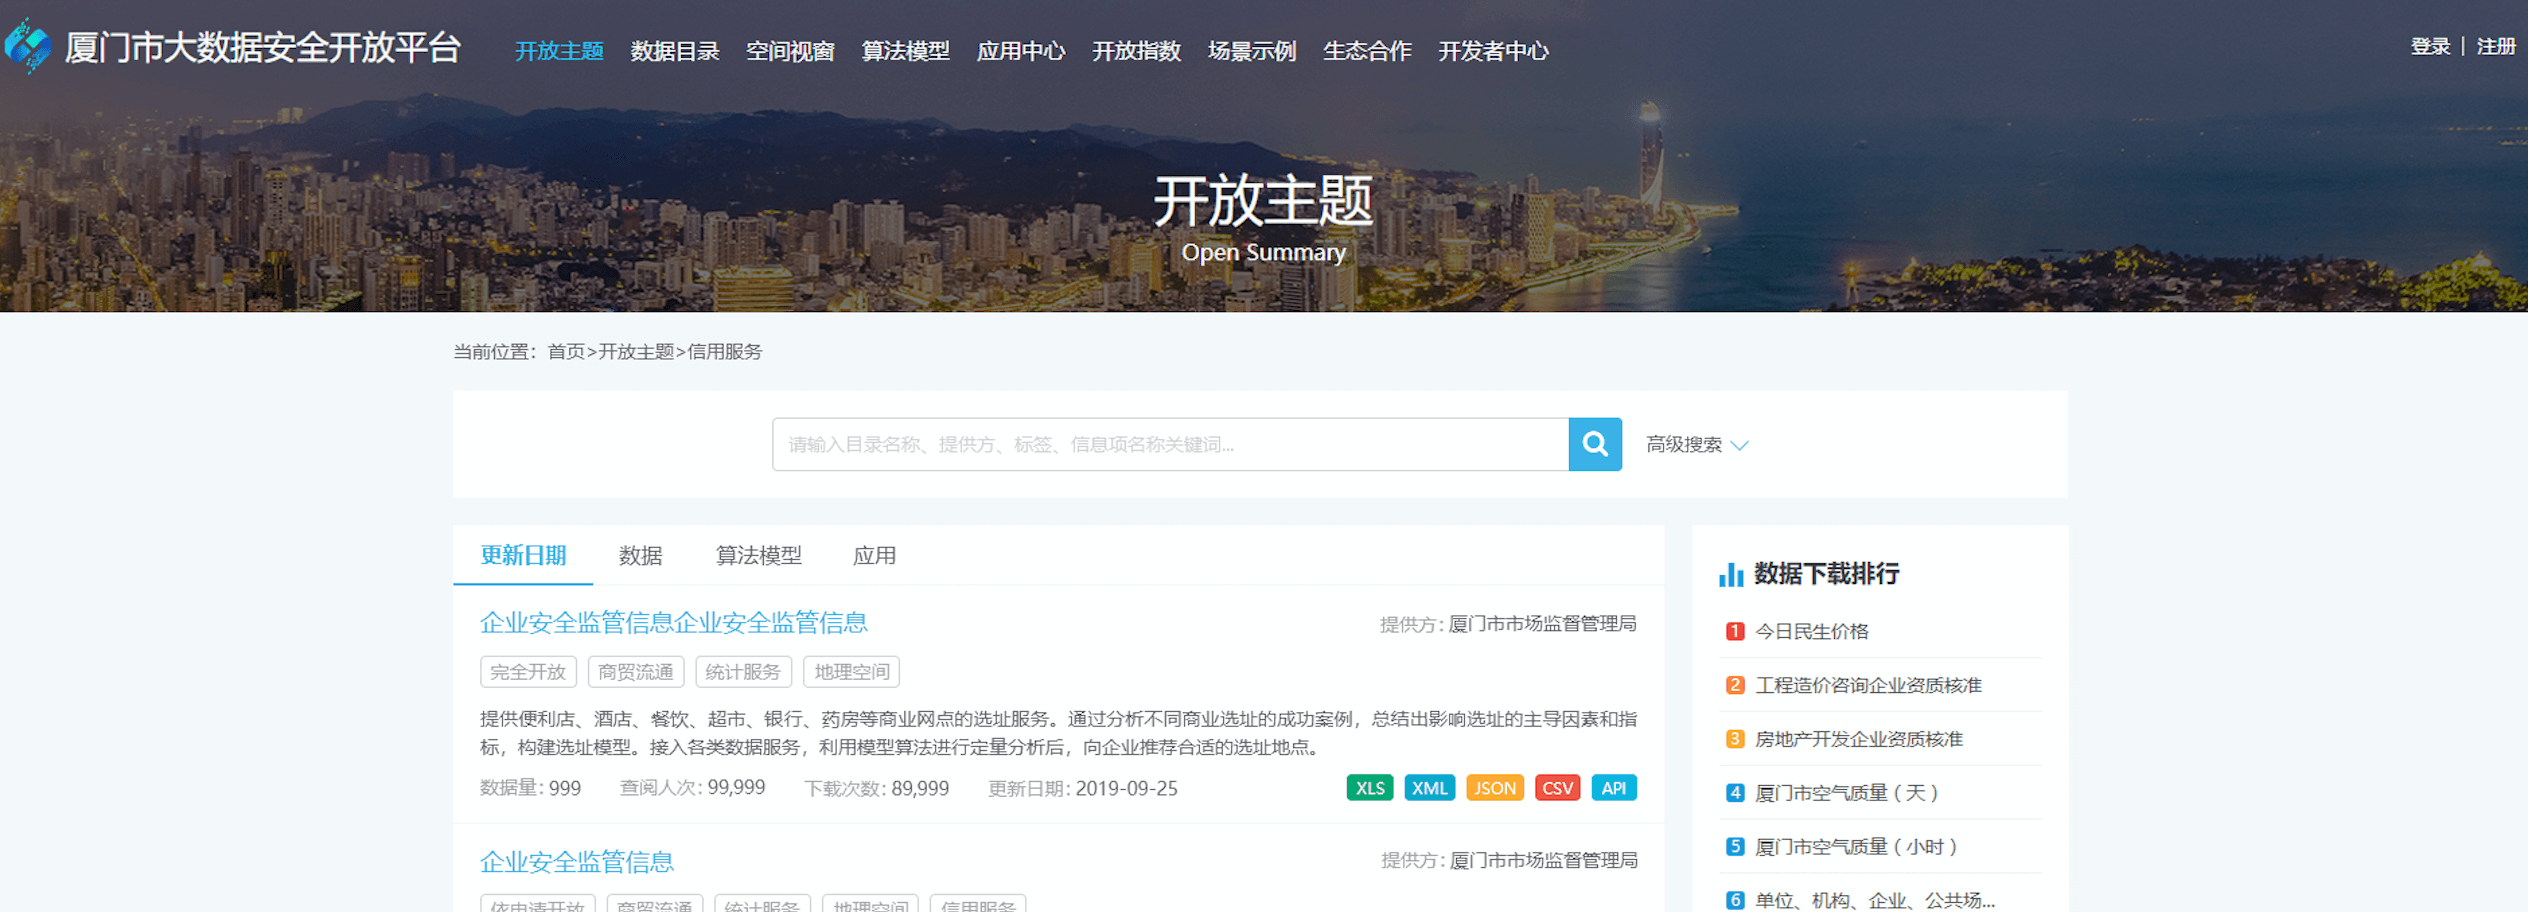 厦门市大数据安全开放平台
开放主题 数据目录 空间视窗 算法模型 应用中心 开放指数 场景示例 生态合作 开发者中心
登录 | 注册
开放主题
Open Summary
当前位置：首页>开放主题>信用服务
请输入目录名称、提供方、标签、信息项名称关键词...
高级搜索
更新日期 数据 算法模型 应用
企业安全监管信息企业安全监管信息
提供方：厦门市市场监督管理局
完全开放 商贸流通 统计服务 地理空间
提供便利店、酒店、餐饮、超市、银行、药房等商业网点的选址服务。通过分析不同商业选址的成功案例，总结出影响选址的主导因素和指
标，构建选址模型。接入各类数据服务，利用模型算法进行定量分析后，向企业推荐合适的选址地点。
数据量：999 查阅人次：99,999 下载次数：89,999 更新日期：2019-09-25
XLS XML JSON CSV API
企业安全监管信息
提供方：厦门市市场监督管理局
依申请开放 商贸流通 统计服务 地理空间 信用服务
数据下载排行
1 今日民生价格
2 工程造价咨询企业资质核准
3 房地产开发企业资质核准
4 厦门市空气质量（天）
5 厦门市空气质量（小时）
6 单位、机构、企业、公共场...